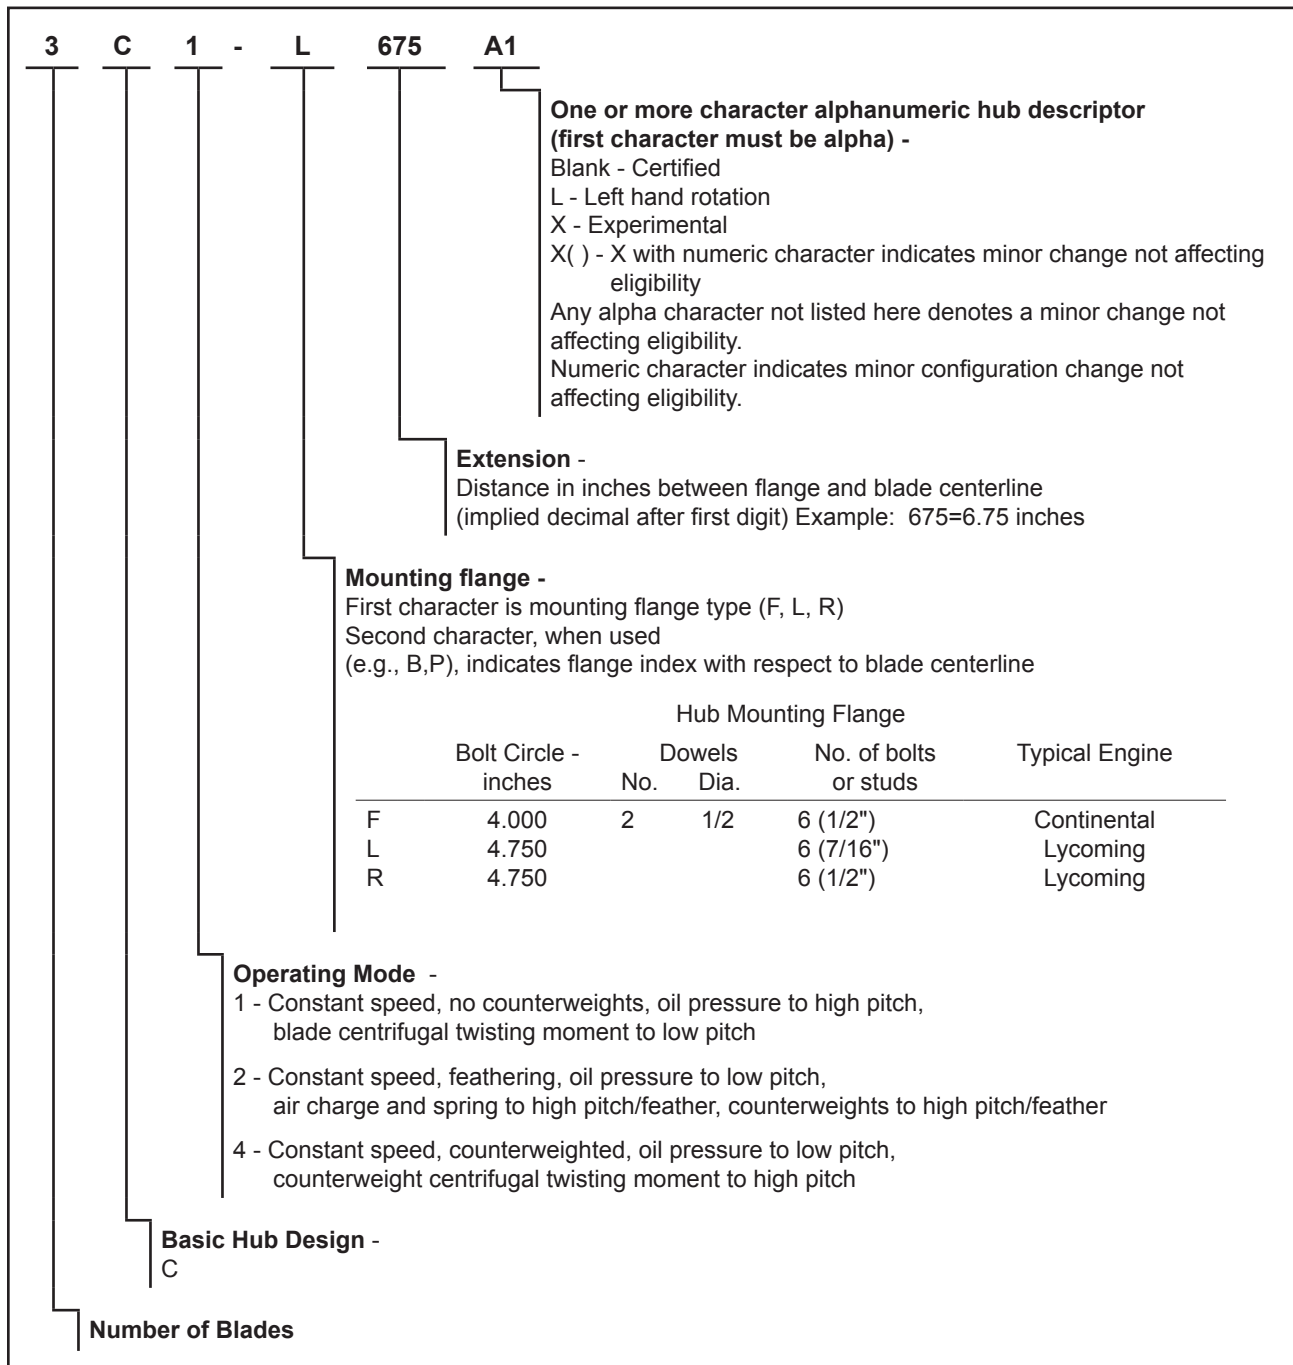 3 C 1 - L 675 A1
One or more character alphanumeric hub descriptor
(first character must be alpha) -
Blank - Certified
L - Left hand rotation
X - Experimental
X( ) - X with numeric character indicates minor change not affecting
eligibility
Any alpha character not listed here denotes a minor change not
affecting eligibility.
Numeric character indicates minor configuration change not
affecting eligibility.
Extension -
Distance in inches between flange and blade centerline
(implied decimal after first digit) Example: 675=6.75 inches
Mounting flange -
First character is mounting flange type (F, L, R)
Second character, when used
(e.g., B,P), indicates flange index with respect to blade centerline
Hub Mounting Flange
Bolt Circle - Dowels No. of bolts Typical Engine
inches No. Dia. or studs
F 4.000 2 1/2 6 (1/2") Continental
L 4.750 6 (7/16") Lycoming
R 4.750 6 (1/2") Lycoming
Operating Mode -
1 - Constant speed, no counterweights, oil pressure to high pitch,
blade centrifugal twisting moment to low pitch
2 - Constant speed, feathering, oil pressure to low pitch,
air charge and spring to high pitch/feather, counterweights to high pitch/feather
4 - Constant speed, counterweighted, oil pressure to low pitch,
counterweight centrifugal twisting moment to high pitch
Basic Hub Design -
C
Number of Blades